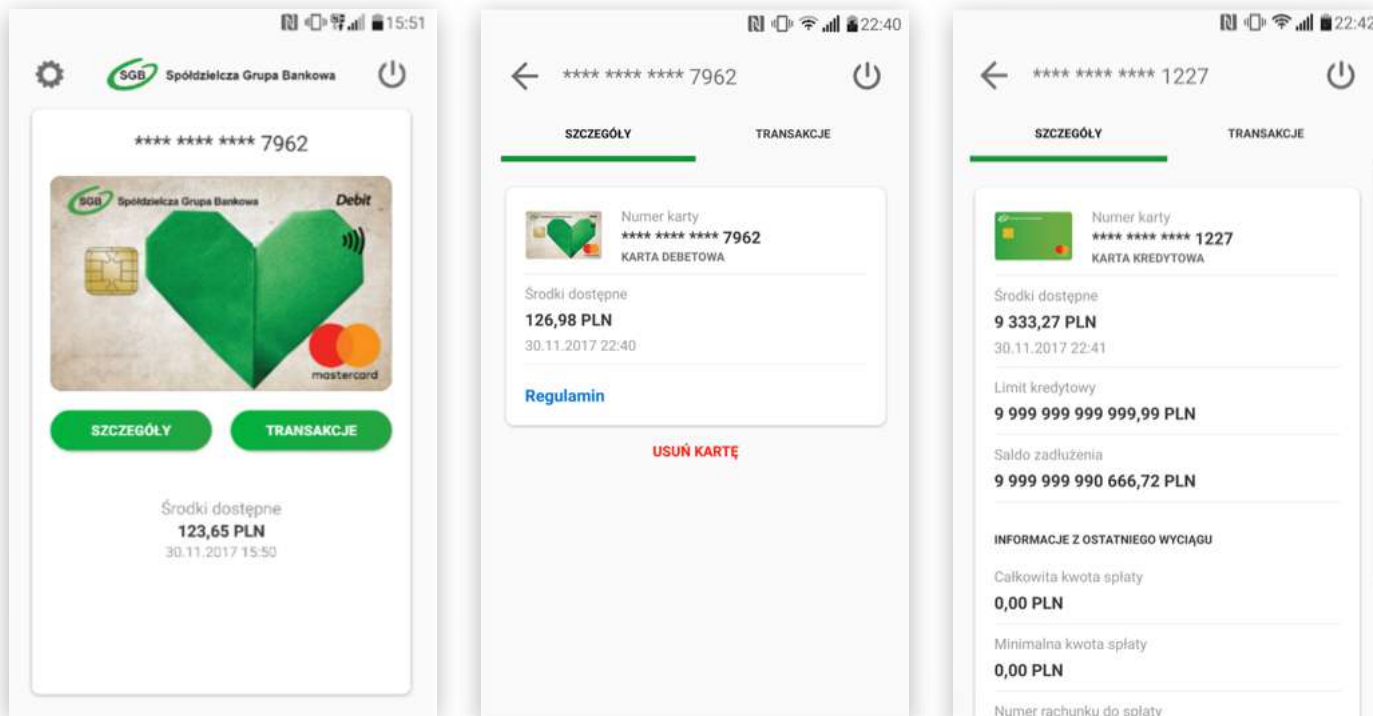 15:51
SGB Spółdzielcza Grupa Bankowa
**** **** **** 7962
SGB Spółdzielcza Grupa Bankowa Debit
mastercard
SZCZEGÓŁY TRANSAKCJE
Środki dostępne
123,65 PLN
30.11.2017 15:50
22:40
**** **** **** 7962
SZCZEGÓŁY TRANSAKCJE
Numer karty
**** **** **** 7962
KARTA DEBETOWA
Środki dostępne
126,98 PLN
30.11.2017 22:40
Regulamin
USUŃ KARTĘ
22:42
**** **** **** 1227
SZCZEGÓŁY TRANSAKCJE
Numer karty
**** **** **** 1227
KARTA KREDYTOWA
Środki dostępne
9 333,27 PLN
30.11.2017 22:41
Limit kredytowy
9 999 999 999 999,99 PLN
Saldo zadłużenia
9 999 999 990 666,72 PLN
INFORMACJE Z OSTATNIEGO WYCIĄGU
Całkowita kwota spłaty
0,00 PLN
Minimalna kwota spłaty
0,00 PLN
Numer rachunku do spłaty